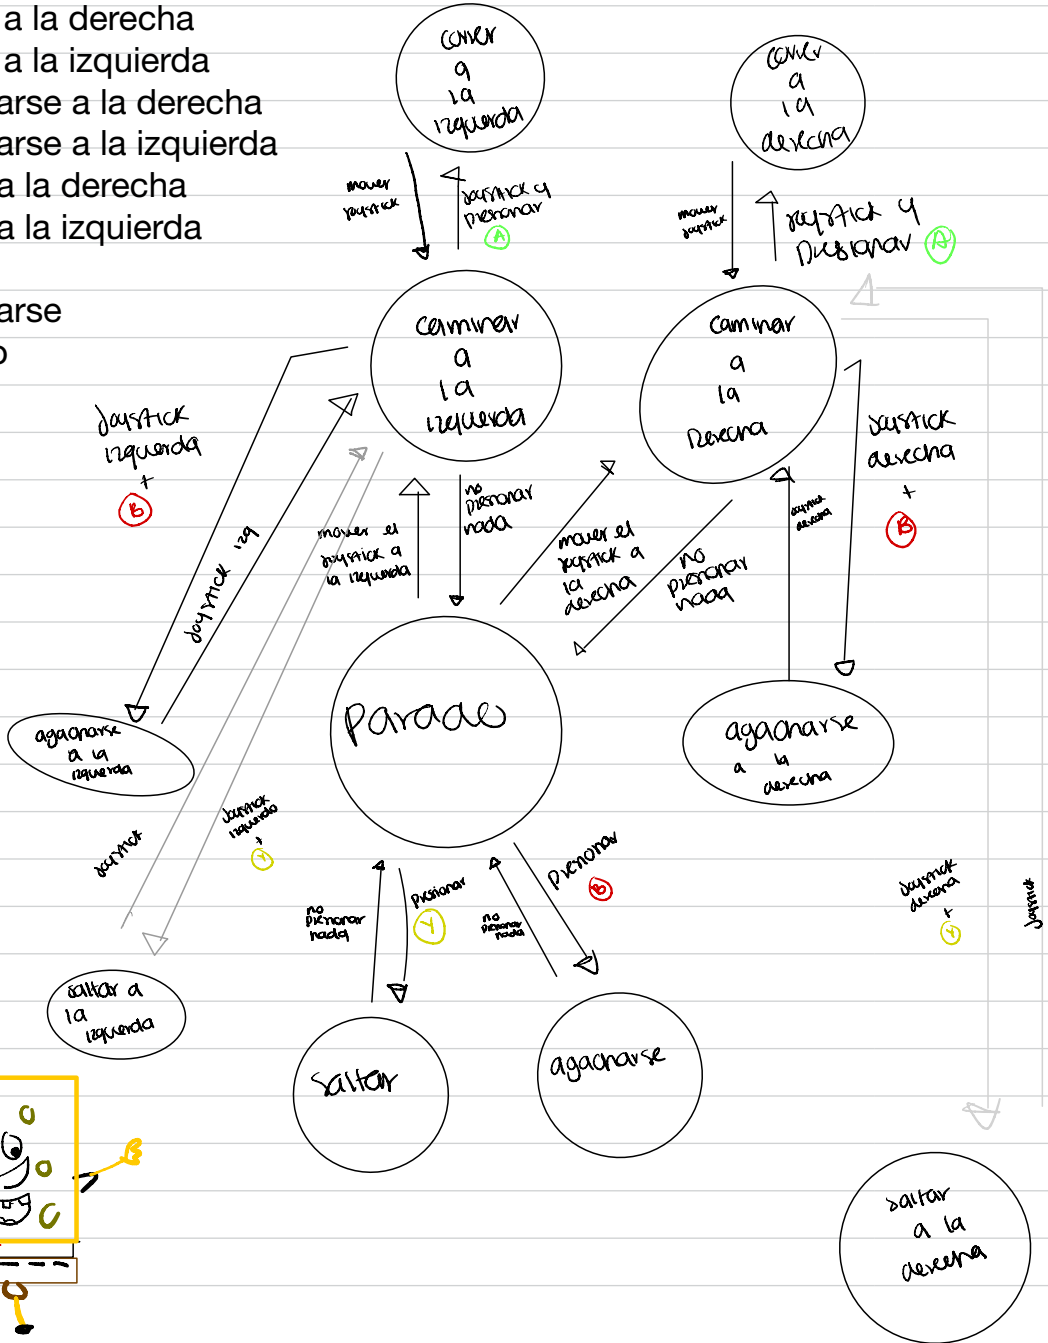 a la derecha
a la izquierda
arse a la derecha
arse a la izquierda
a la derecha
a la izquierda
arse
o
correr
a
la
izquierda
correr
a
la
derecha
mover
joystick
joystick y
presionar
A
mover
joystick
joystick y
presionar A
caminar
a
la
izquierda
caminar
a
la
Derecha
joystick
izquierda
+
B
joystick izq
mover el
joystick a
la izquierda
no
presionar
nada
mover el
joystick a
la
derecha
no
presionar
nada
joystick
derecha
joystick
derecha
+
B
agacharse
a la
izquierda
Parado
agacharse
a la
derecha
joystick
joystick
izquierdo
+
Y
no
presionar
nada
presionar
Y
no
presionar
nada
presionar
B
joystick
derecha
+
Y
joystick
saltar a
la
izquierda
saltar
agacharse
saltar
a la
derecha